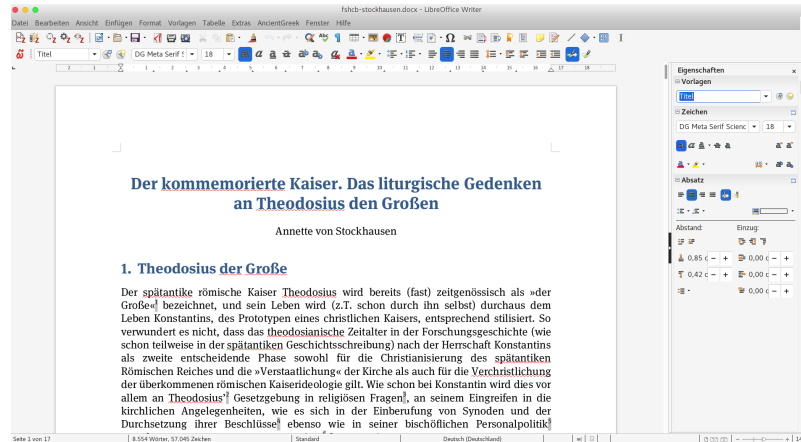 fshcb-stockhausen.docx - LibreOffice Writer
Datei Bearbeiten Ansicht Einfügen Format Vorlagen Tabelle Extras AncientGreek Fenster Hilfe
Titel DG Meta Serif S 18
Eigenschaften
Vorlagen
Titel
Zeichen
DG Meta Serif Scienc 18
Absatz
Abstand: Einzug:
0,85 c 0,00 c
0,42 c 0,00 c
0,00 c
Der kommemorierte Kaiser. Das liturgische Gedenken
an Theodosius den Großen
Annette von Stockhausen
1. Theodosius der Große
Der spätantike römische Kaiser Theodosius wird bereits (fast) zeitgenössisch als »der
Große«1 bezeichnet, und sein Leben wird (z.T. schon durch ihn selbst) durchaus dem
Leben Konstantins, des Prototypen eines christlichen Kaisers, entsprechend stilisiert. So
verwundert es nicht, dass das theodosianische Zeitalter in der Forschungsgeschichte (wie
schon teilweise in der spätantiken Geschichtsschreibung) nach der Herrschaft Konstantins
als zweite entscheidende Phase sowohl für die Christianisierung des spätantiken
Römischen Reiches und die »Verstaatlichung« der Kirche als auch für die Verchristlichung
der überkommenen römischen Kaiserideologie gilt. Wie schon bei Konstantin wird dies vor
allem an Theodosius’2 Gesetzgebung in religiösen Fragen3, an seinem Eingreifen in die
kirchlichen Angelegenheiten, wie es sich in der Einberufung von Synoden und der
Durchsetzung ihrer Beschlüsse4 ebenso wie in seiner bischöflichen Personalpolitik5
Seite 1 von 17 8.554 Wörter, 57.045 Zeichen Standard Deutsch (Deutschland)